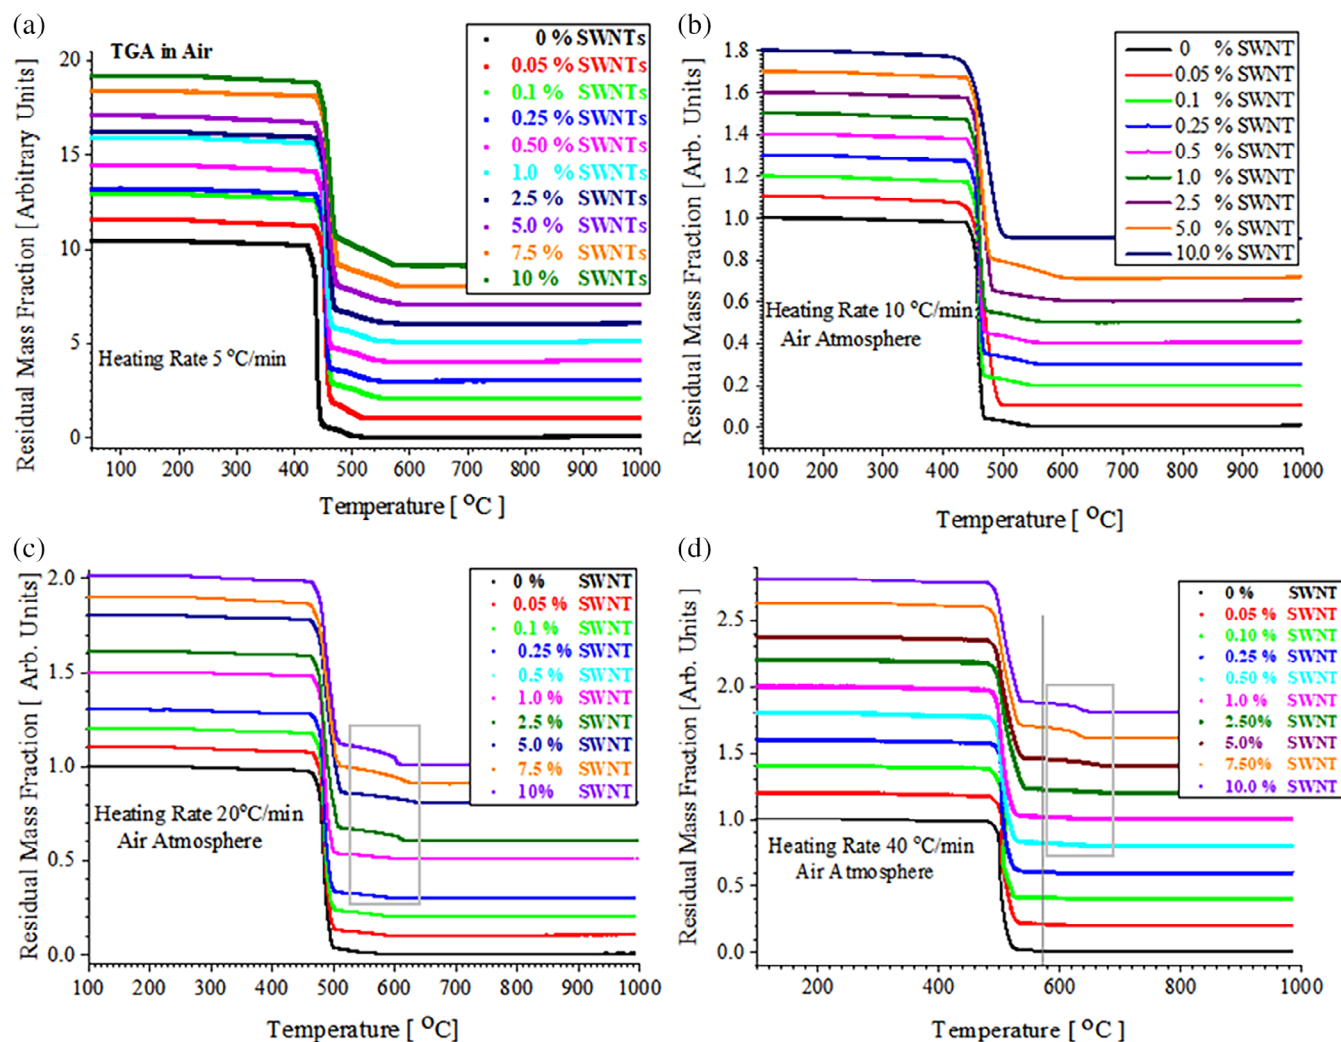 (a)
TGA in Air
0 % SWNTs
0.05 % SWNTs
0.1 % SWNTs
0.25 % SWNTs
0.50 % SWNTs
1.0 % SWNTs
2.5 % SWNTs
5.0 % SWNTs
7.5 % SWNTs
10 % SWNTs
Heating Rate 5 °C/min
Residual Mass Fraction [ Arbitrary Units]
20
15
10
5
0
100 200 300 400 500 600 700 800 900 1000
Temperature [ °C ]
(b)
0 % SWNT
0.05 % SWNT
0.1 % SWNT
0.25 % SWNT
0.5 % SWNT
1.0 % SWNT
2.5 % SWNT
5.0 % SWNT
10.0 % SWNT
Heating Rate 10 °C/min
Air Atmosphere
Residual Mass Fraction [ Arb. Units]
1.8
1.6
1.4
1.2
1.0
0.8
0.6
0.4
0.2
0.0
100 200 300 400 500 600 700 800 900 1000
Temperature [ °C]
(c)
0 % SWNT
0.05 % SWNT
0.1 % SWNT
0.25 % SWNT
0.5 % SWNT
1.0 % SWNT
2.5 % SWNT
5.0 % SWNT
7.5 % SWNT
10% SWNT
Heating Rate 20°C/min
Air Atmosphere
Residual Mass Fraction [ Arb. Units]
2.0
1.5
1.0
0.5
0.0
100 200 300 400 500 600 700 800 900 1000
Temperature [ °C]
(d)
0 % SWNT
0.05 % SWNT
0.10 % SWNT
0.25 % SWNT
0.50 % SWNT
1.0 % SWNT
2.50% SWNT
5.0% SWNT
7.50% SWNT
10.0 % SWNT
Heating Rate 40 °C/min
Air Atmosphere
Residual Mass Fraction [Arb. Units]
2.5
2.0
1.5
1.0
0.5
0.0
200 400 600 800 1000
Temperature [ °C]